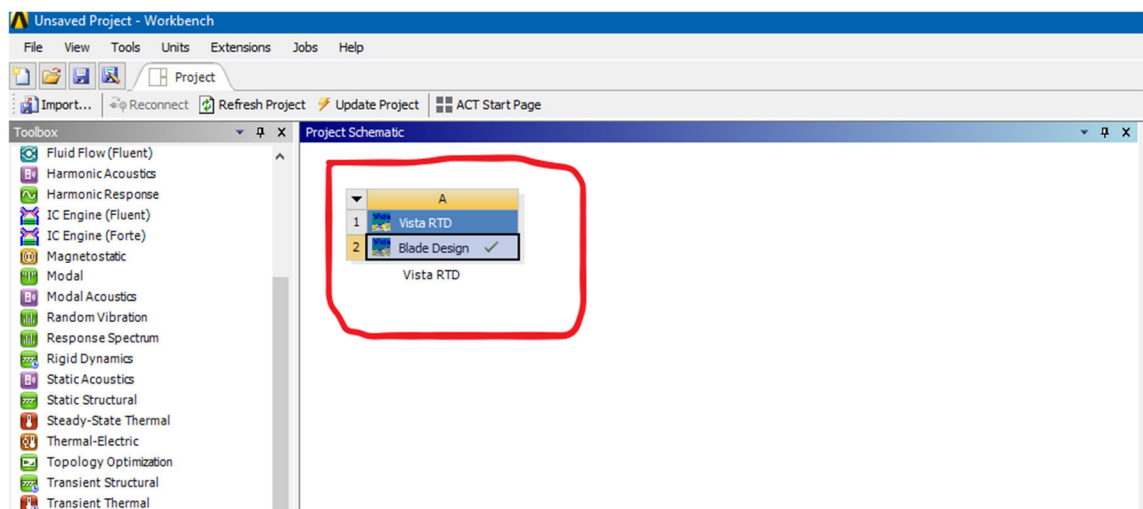 Unsaved Project - Workbench
File View Tools Units Extensions Jobs Help
Project
Import... Reconnect Refresh Project Update Project ACT Start Page
Toolbox
Project Schematic
Fluid Flow (Fluent)
Harmonic Acoustics
Harmonic Response
IC Engine (Fluent)
IC Engine (Forte)
Magnetostatic
Modal
Modal Acoustics
Random Vibration
Response Spectrum
Rigid Dynamics
Static Acoustics
Static Structural
Steady-State Thermal
Thermal-Electric
Topology Optimization
Transient Structural
Transient Thermal
A
1 Vista RTD
2 Blade Design
Vista RTD